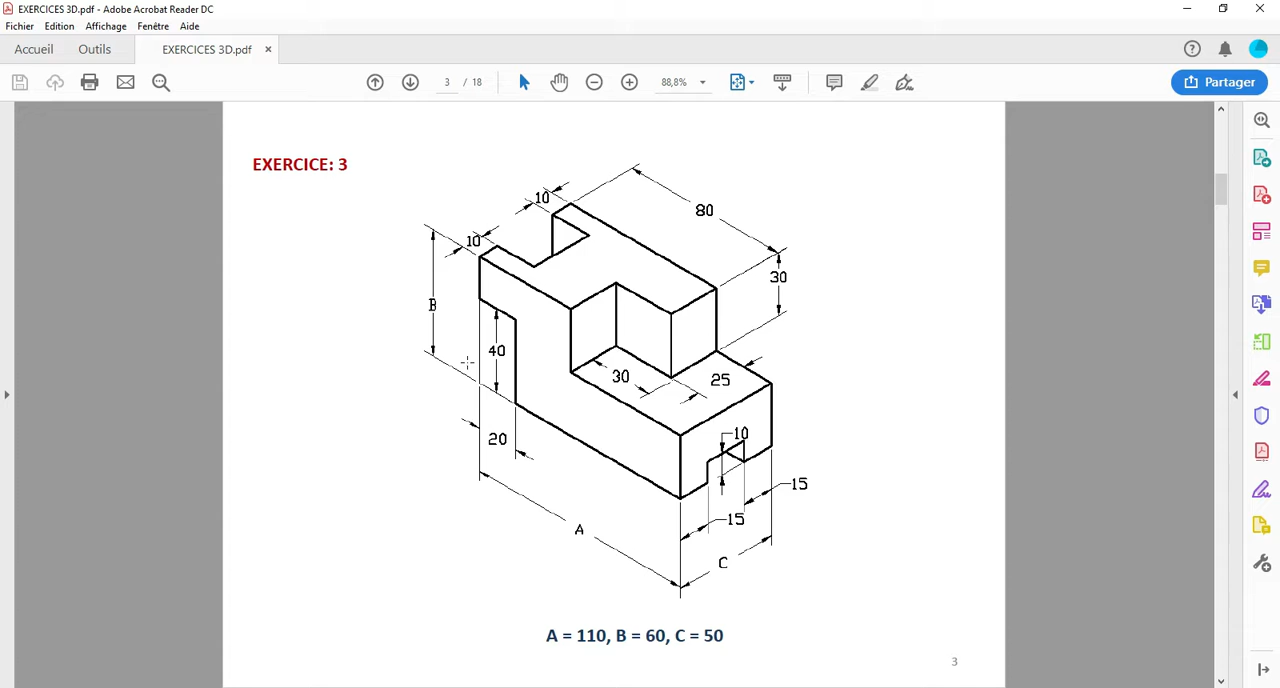 EXERCICES 3D.pdf - Adobe Acrobat Reader DC
Fichier Edition Affichage Fenêtre Aide
Accueil Outils EXERCICES 3D.pdf ×
3 / 18 88,8% Partager
EXERCICE: 3
10
80
10
30
B
40
30
25
10
20
15
15
A
C
A = 110, B = 60, C = 50
3